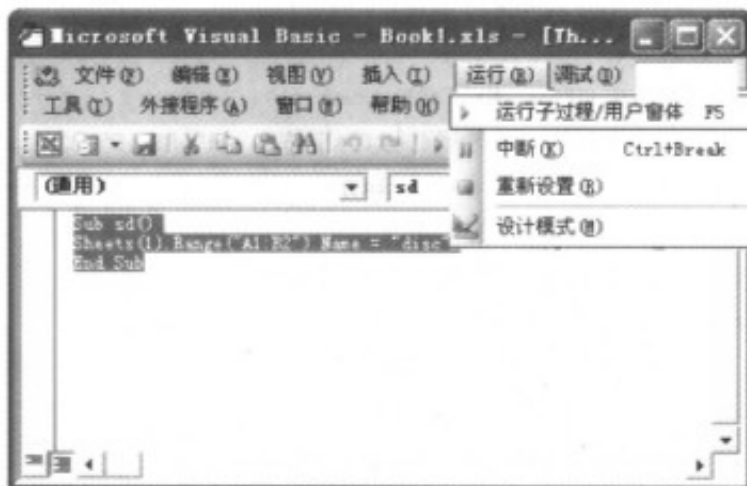 Microsoft Visual Basic - Book1.xls - [Th...
文件(F) 编辑(E) 视图(V) 插入(I) 运行(R) 调试(D)
工具(T) 外接程序(A) 窗口(W) 帮助(H)
运行子过程/用户窗体 F5
中断(K) Ctrl+Break
重新设置(R)
设计模式(M)
(通用) sd
Sub sd()
Sheets(1).Range("A1:B2").Name = "disc"
End Sub